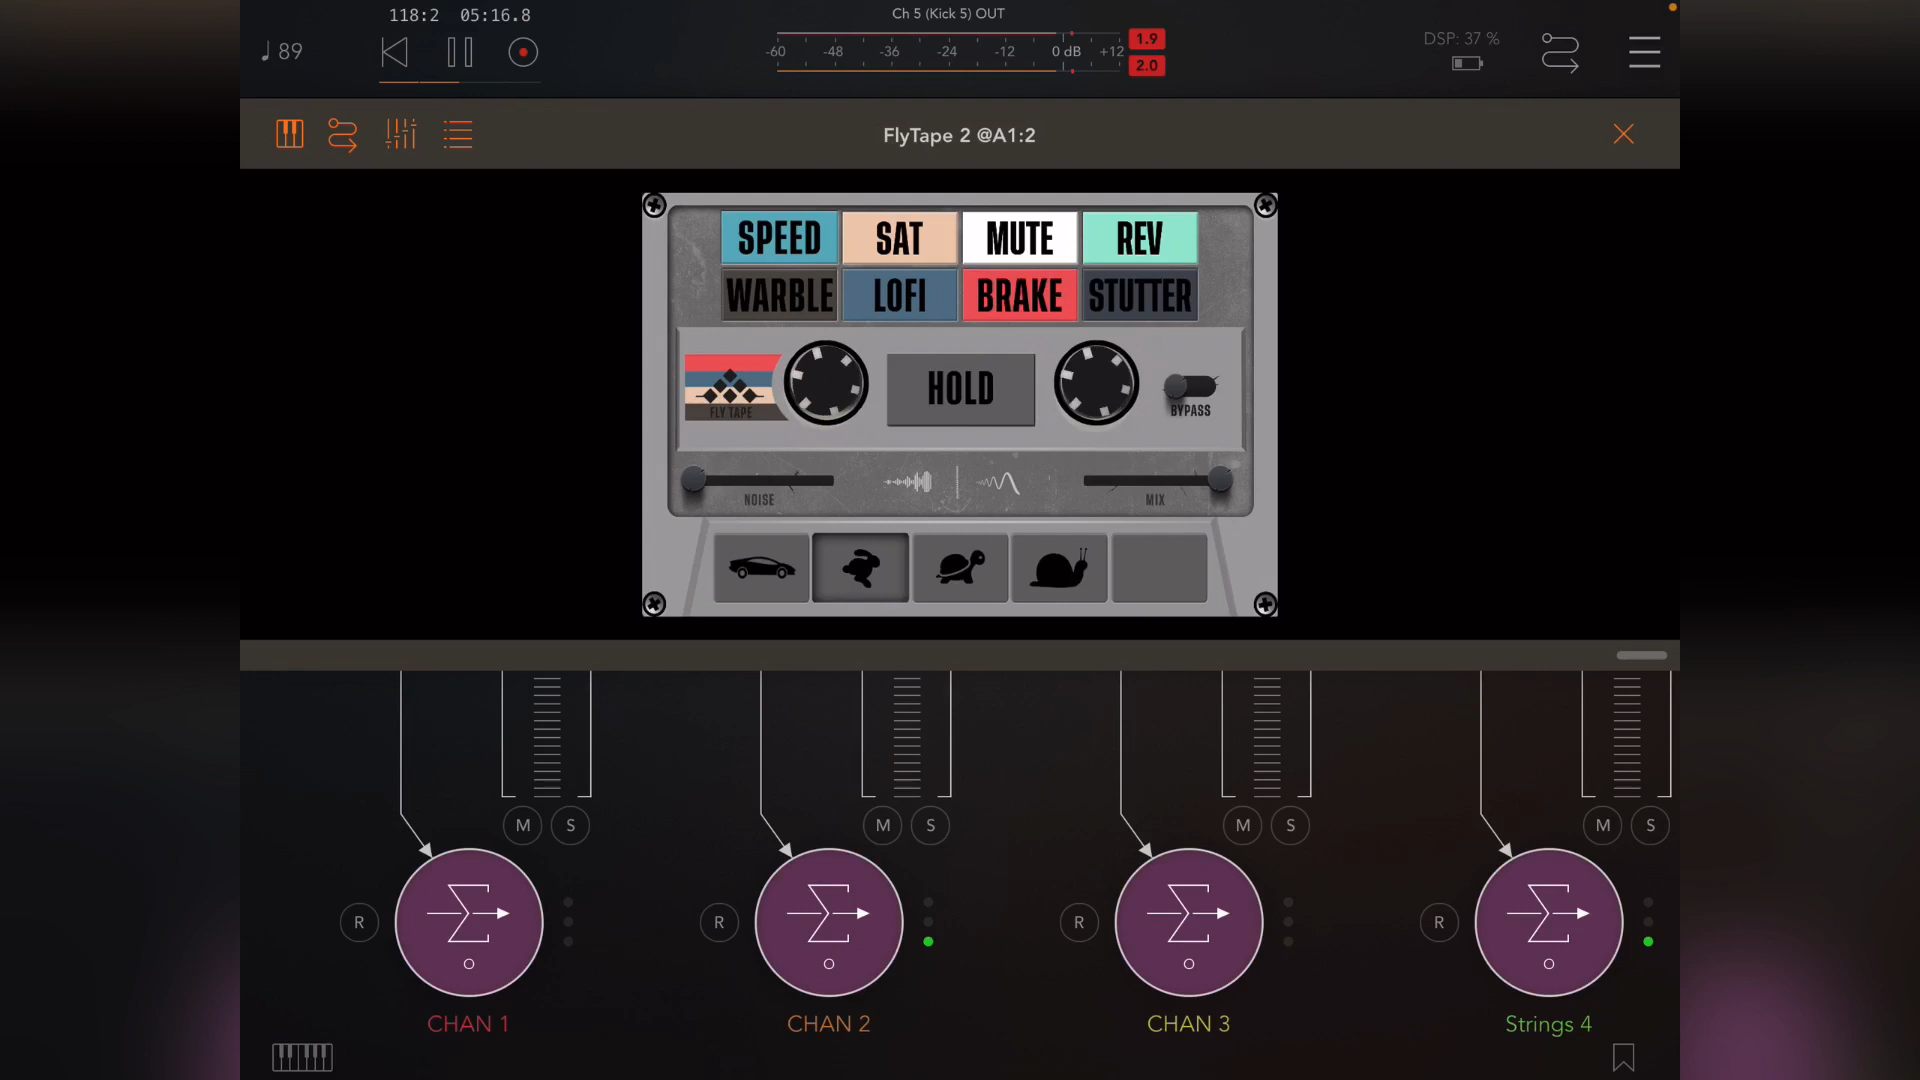 118:2 05:16.8
Ch 5 (Kick 5) OUT
89
-60 -48 -36 -24 -12 0 dB +12
1.9
2.0
DSP: 37 %
FlyTape 2 @A1:2
SPEED SAT MUTE REV
WARBLE LOFI BRAKE STUTTER
FLY TAPE
HOLD
BYPASS
NOISE
MIX
M S M S M S M S
R R R R
CHAN 1 CHAN 2 CHAN 3 Strings 4